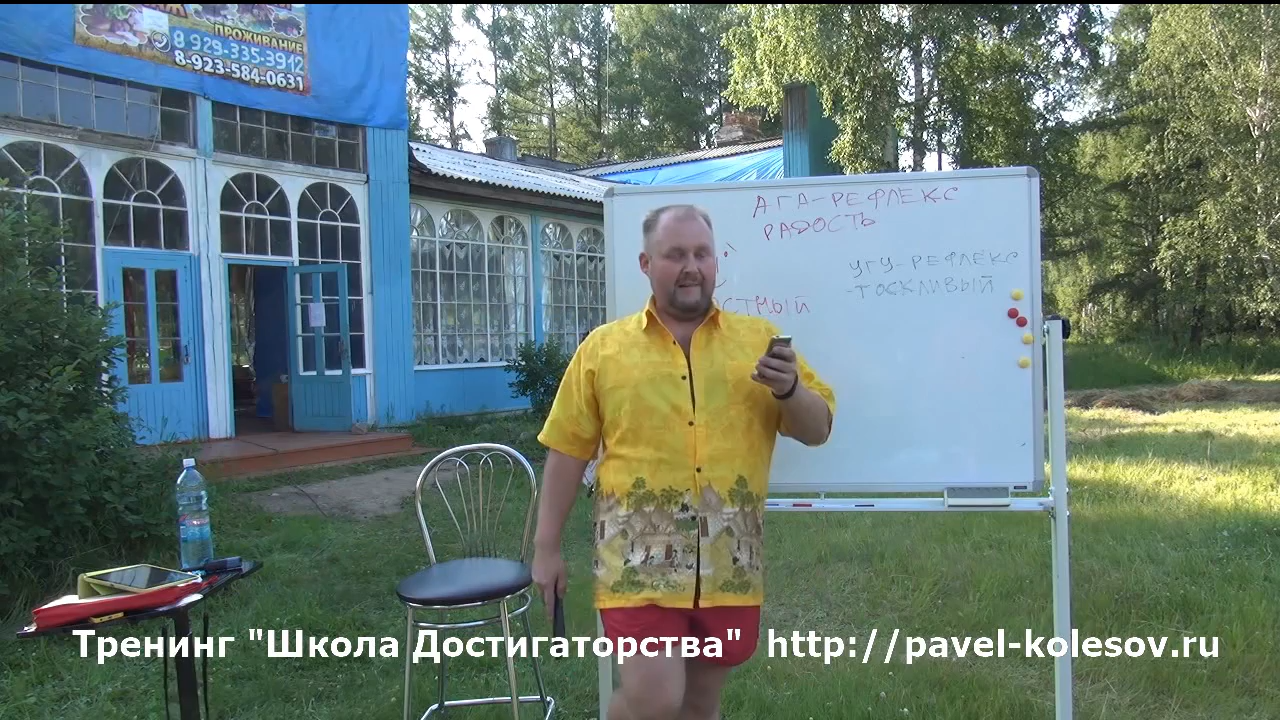 ПРОЖИВАНИЕ
8 929-335-3912
8-923-584-0631
АГА-РЕФЛЕКС
РАДОСТЬ
УГУ-РЕФЛЕКС
-ТОСКЛИВЫЙ
Тренинг "Школа Достигаторства" http://pavel-kolesov.ru